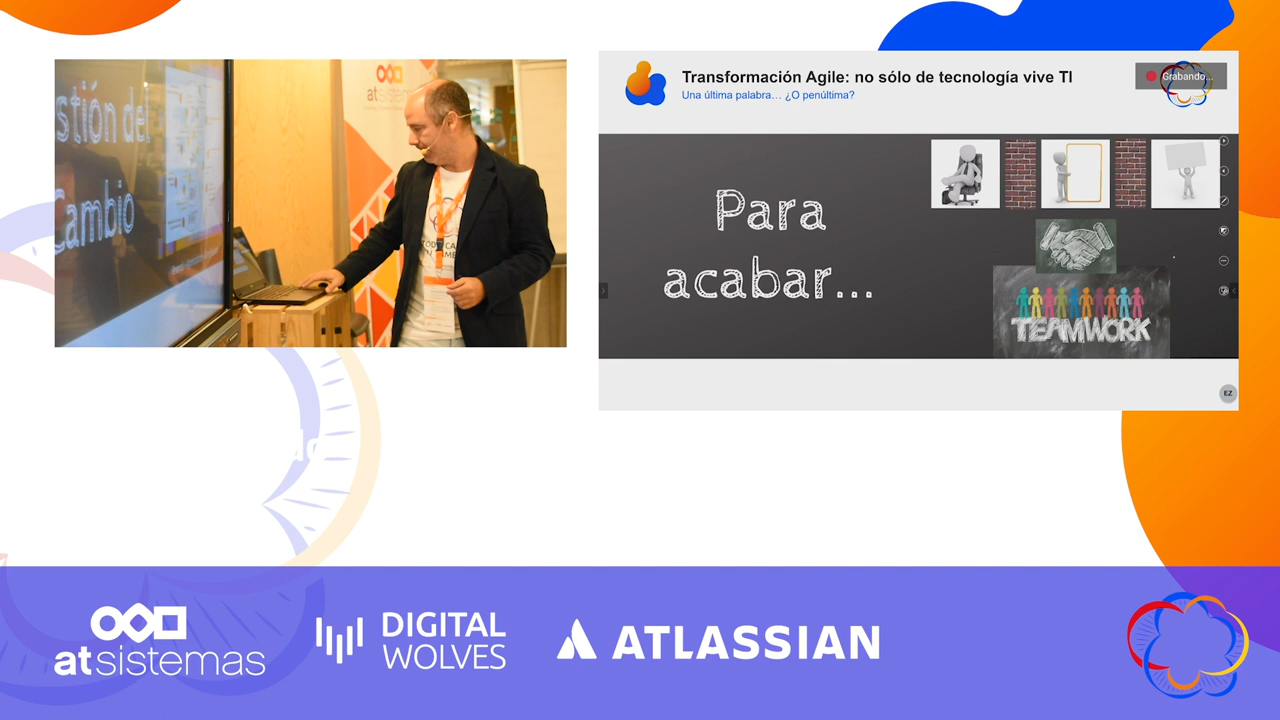 stión del
Cambio
Transformación Agile: no sólo de tecnología vive TI
Una última palabra... ¿O penúltima?
Grabando...
Para
acabar...
TEAMWORK
EZ
atsistemas
DIGITAL
WOLVES
ATLASSIAN